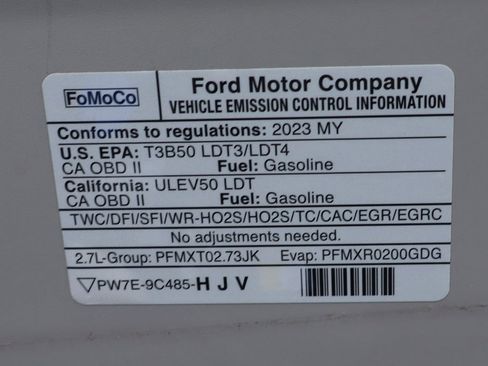 FoMoCo
Ford Motor Company
VEHICLE EMISSION CONTROL INFORMATION
Conforms to regulations: 2023 MY
U.S. EPA: T3B50 LDT3/LDT4
CA OBD II Fuel: Gasoline
California: ULEV50 LDT
CA OBD II Fuel: Gasoline
TWC/DFI/SFI/WR-HO2S/HO2S/TC/CAC/EGR/EGRC
No adjustments needed.
2.7L-Group: PFMXT02.73JK Evap: PFMXR0200GDG
PW7E-9C485-HJV